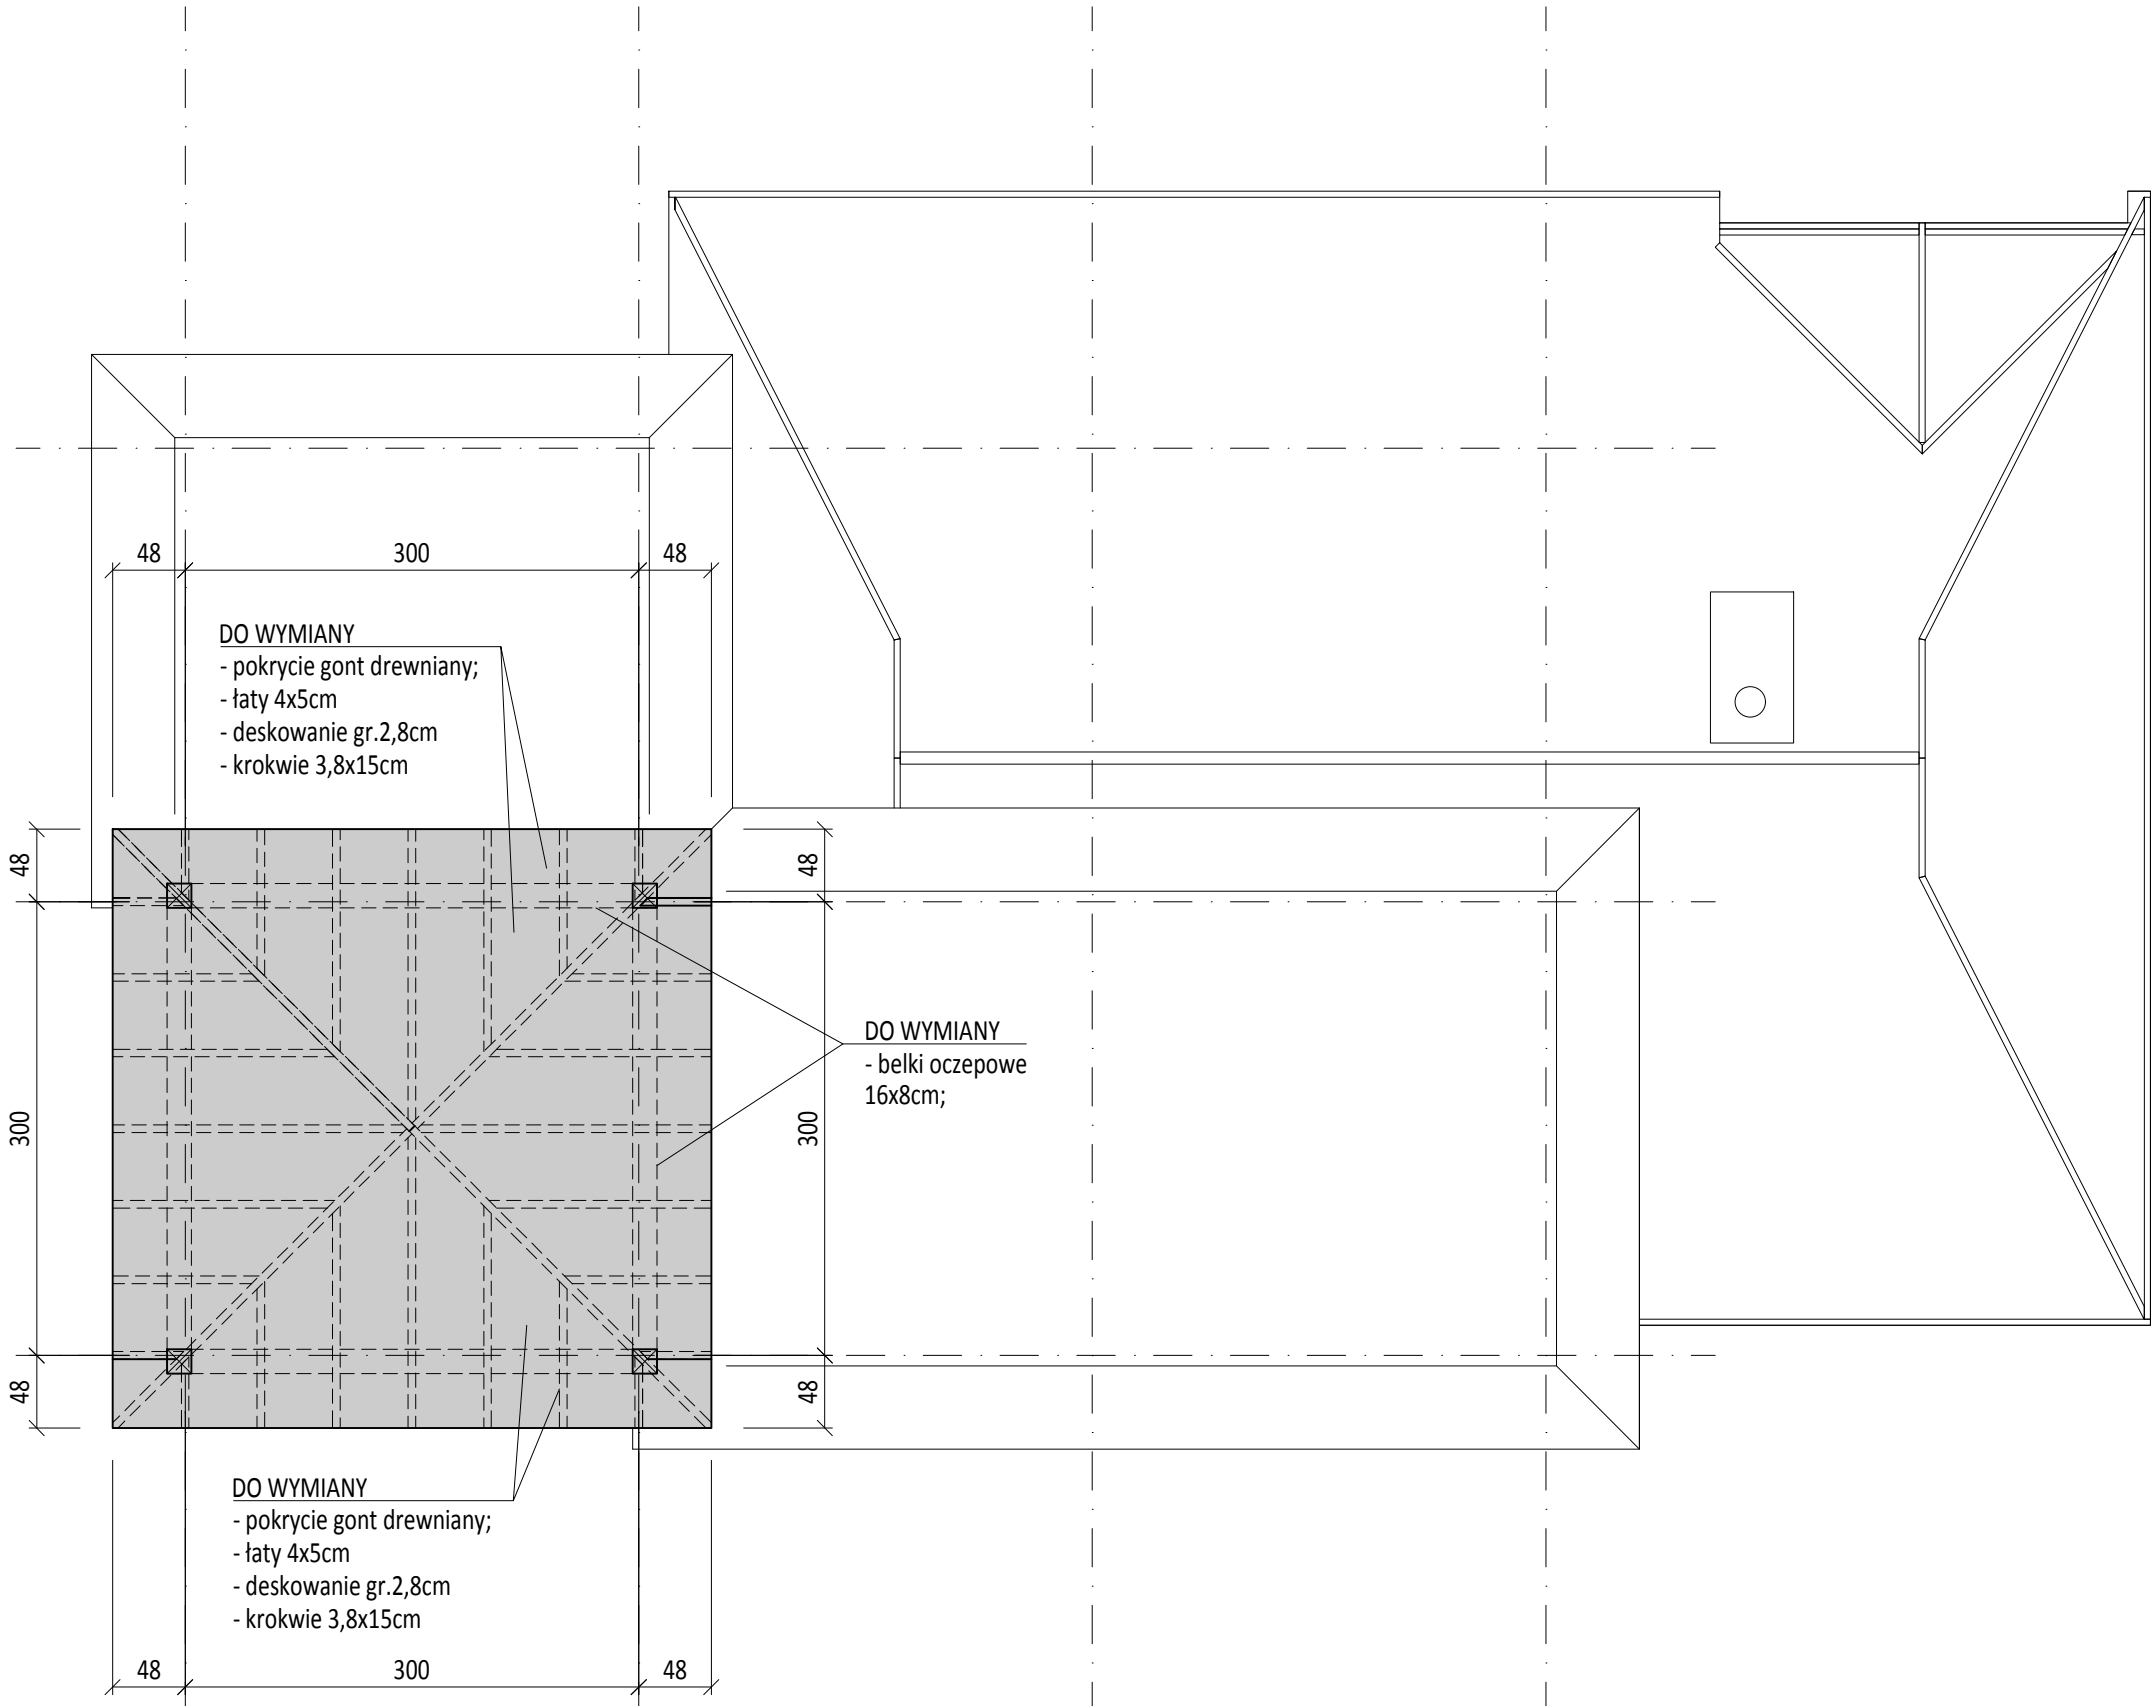 48 300 48
DO WYMIANY
- pokrycie gont drewniany;
- łaty 4x5cm
- deskowanie gr.2,8cm
- krokwie 3,8x15cm
48
48
DO WYMIANY
- belki oczepowe
16x8cm;
300
300
48
48
DO WYMIANY
- pokrycie gont drewniany;
- łaty 4x5cm
- deskowanie gr.2,8cm
- krokwie 3,8x15cm
48 300 48